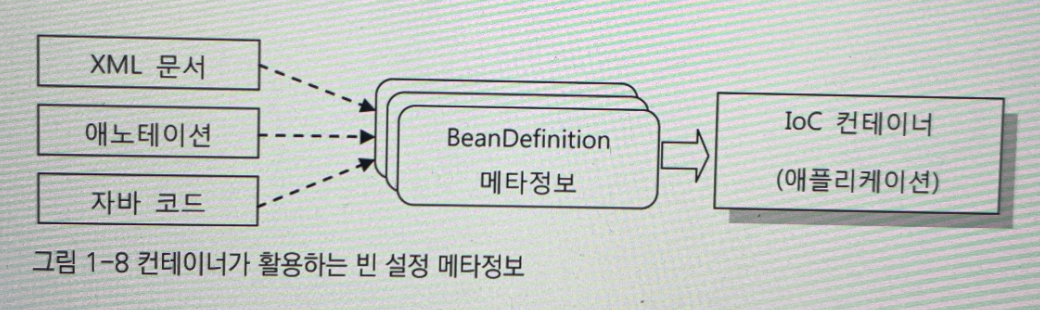 XML 문서
애노테이션
자바 코드
BeanDefinition
메타정보
IoC 컨테이너
(애플리케이션)
그림 1-8 컨테이너가 활용하는 빈 설정 메타정보